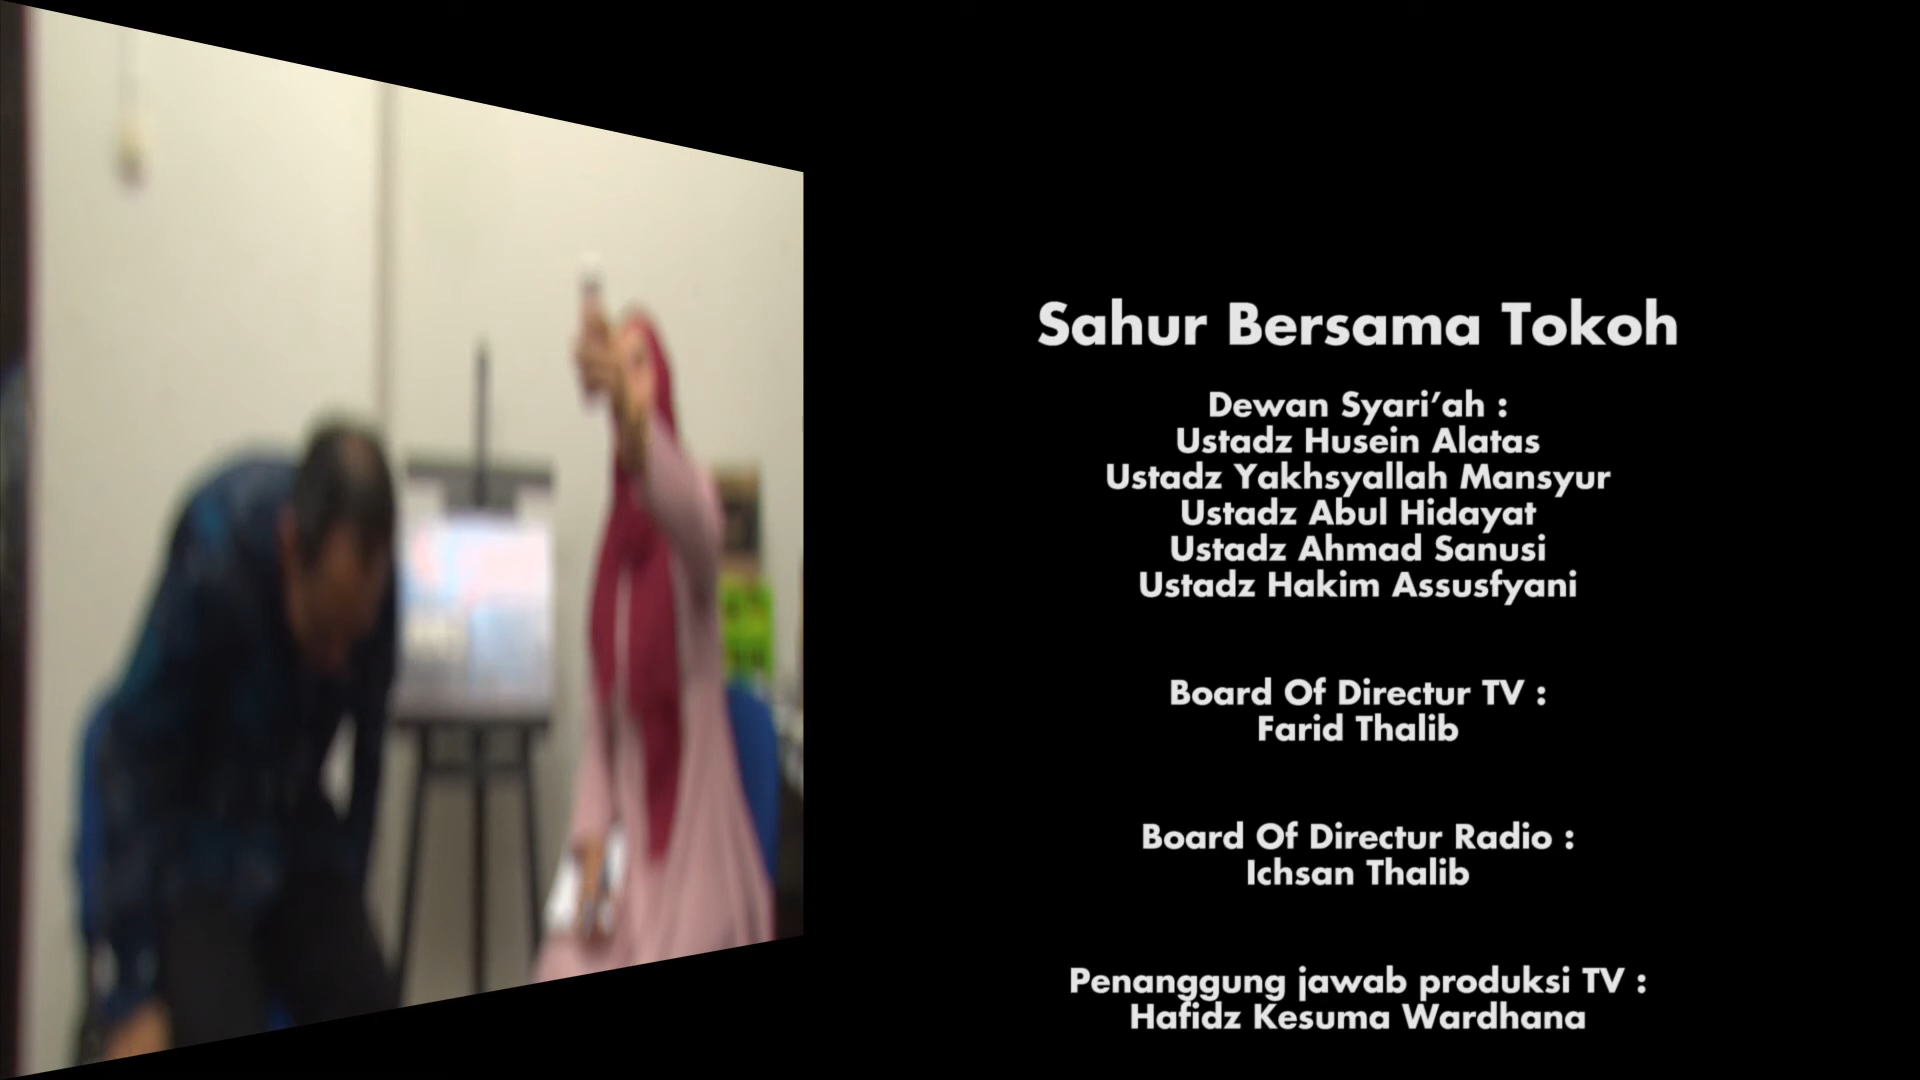 Sahur Bersama Tokoh
Dewan Syari’ah :
Ustadz Husein Alatas
Ustadz Yakhsyallah Mansyur
Ustadz Abul Hidayat
Ustadz Ahmad Sanusi
Ustadz Hakim Assusfyani
Board Of Directur TV :
Farid Thalib
Board Of Directur Radio :
Ichsan Thalib
Penanggung jawab produksi TV :
Hafidz Kesuma Wardhana